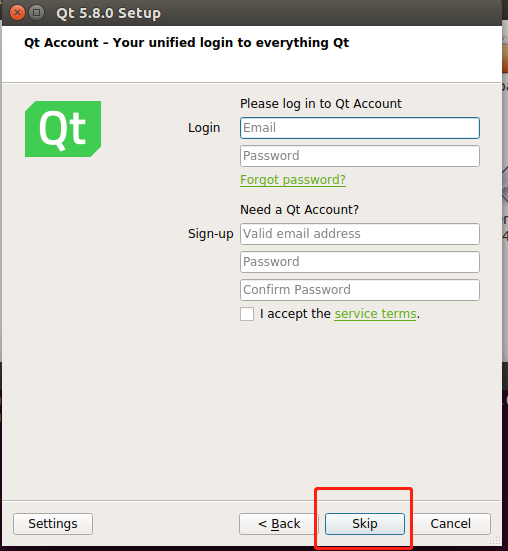 Qt 5.8.0 Setup
Qt Account – Your unified login to everything Qt
Qt
Please log in to Qt Account
Login
Email
Password
Forgot password?
Need a Qt Account?
Sign-up
Valid email address
Password
Confirm Password
I accept the service terms.
Settings
< Back
Skip
Cancel